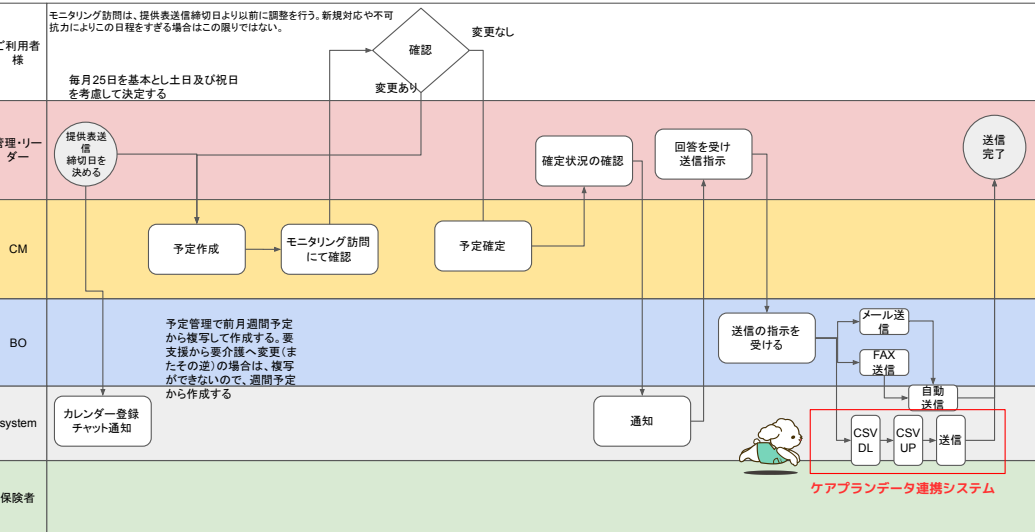 モニタリング訪問は、提供表送信締切日より以前に調整を行う。新規対応や不可
抗力によりこの日程をすぎる場合はこの限りではない。
ご利用者
様
確認
変更なし
変更あり
毎月25日を基本とし土日及び祝日
を考慮して決定する
管理・リー
ダー
提供表送
信
締切日を
決める
確定状況の確認
回答を受け
送信指示
送信
完了
CM
予定作成
モニタリング訪問
にて確認
予定確定
BO
予定管理で前月週間予定
から複写して作成する。要
支援から要介護へ変更(ま
たその逆)の場合は、複写
ができないので、週間予定
から作成する
送信の指示を
受ける
メール送
信
FAX
送信
自動
送信
system
カレンダー登録
チャット通知
通知
CSV
DL
CSV
UP
送信
ケアプランデータ連携システム
保険者